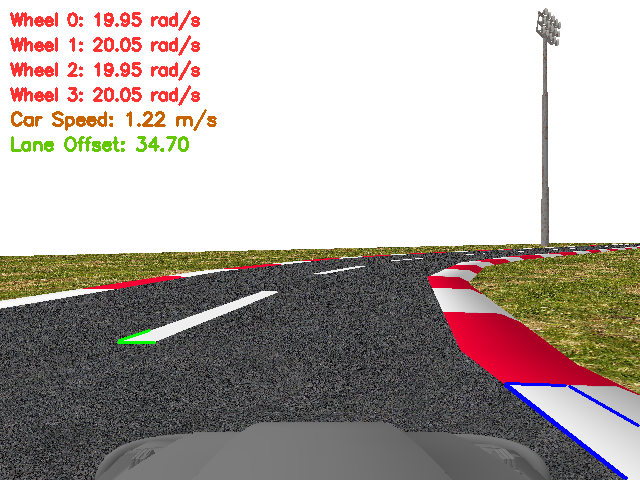 Wheel 0: 19.95 rad/s
Wheel 1: 20.05 rad/s
Wheel 2: 19.95 rad/s
Wheel 3: 20.05 rad/s
Car Speed: 1.22 m/s
Lane Offset: 34.70